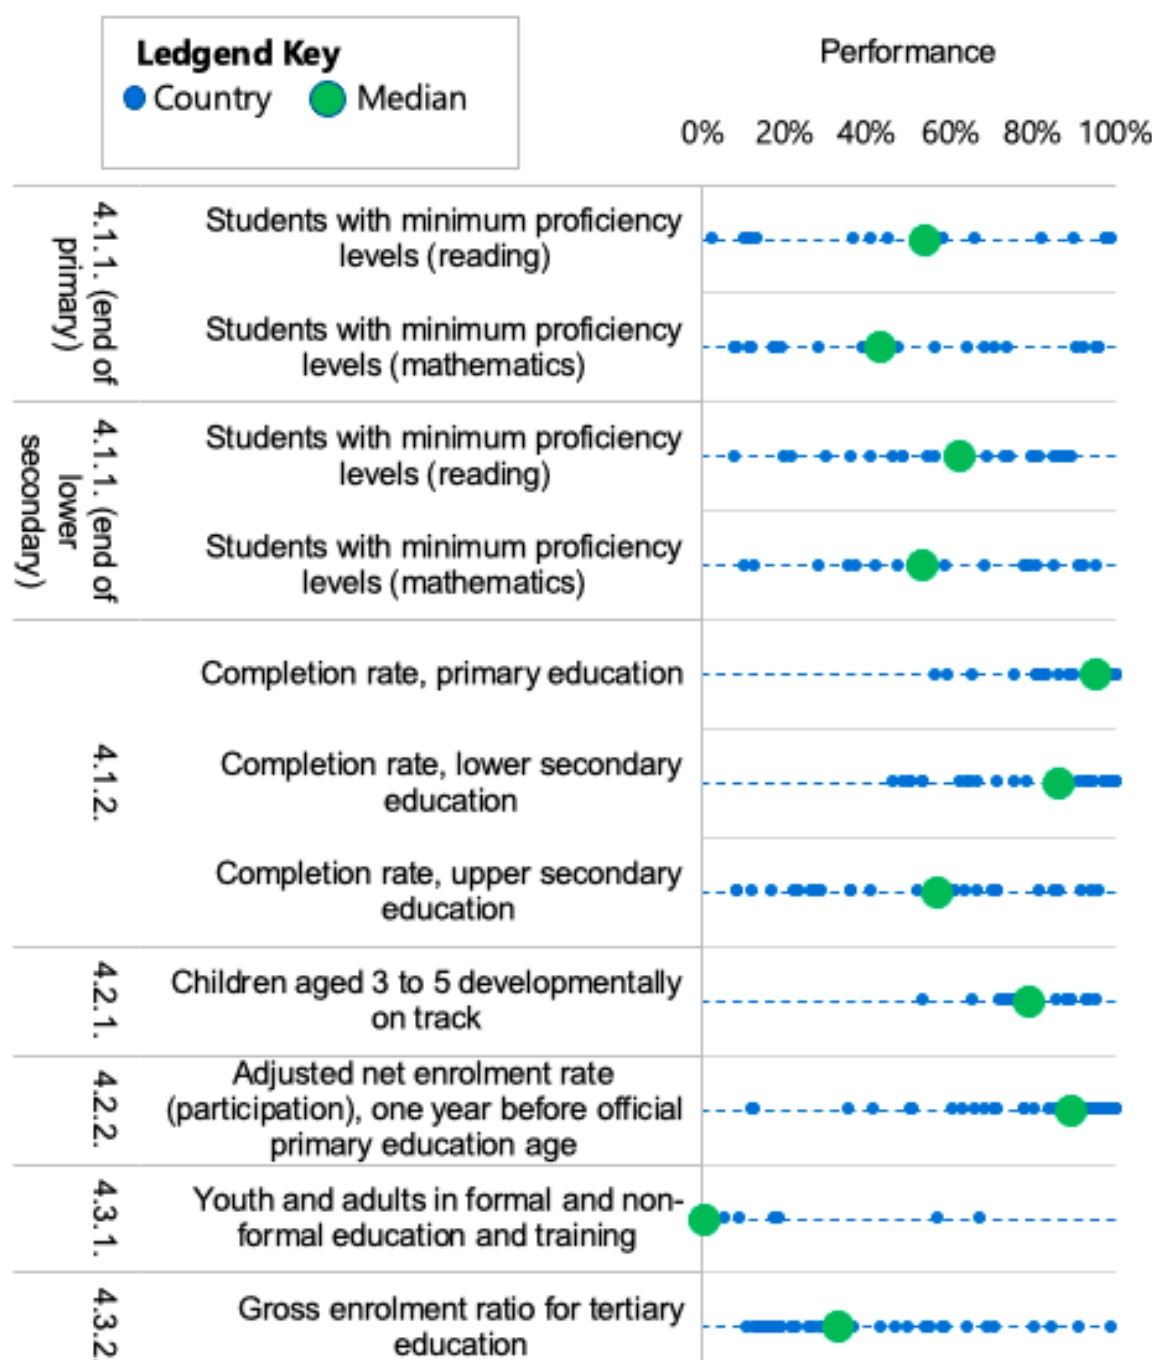 Ledgend Key
Country
Median
Performance
0% 20% 40% 60% 80% 100%
4.1.1. (end of
primary)
Students with minimum proficiency
levels (reading)
Students with minimum proficiency
levels (mathematics)
4.1.1. (end of
lower
secondary)
Students with minimum proficiency
levels (reading)
Students with minimum proficiency
levels (mathematics)
4.1.2.
Completion rate, primary education
Completion rate, lower secondary
education
Completion rate, upper secondary
education
4.2.1.
Children aged 3 to 5 developmentally
on track
4.2.2.
Adjusted net enrolment rate
(participation), one year before official
primary education age
4.3.1.
Youth and adults in formal and non-
formal education and training
4.3.2
Gross enrolment ratio for tertiary
education